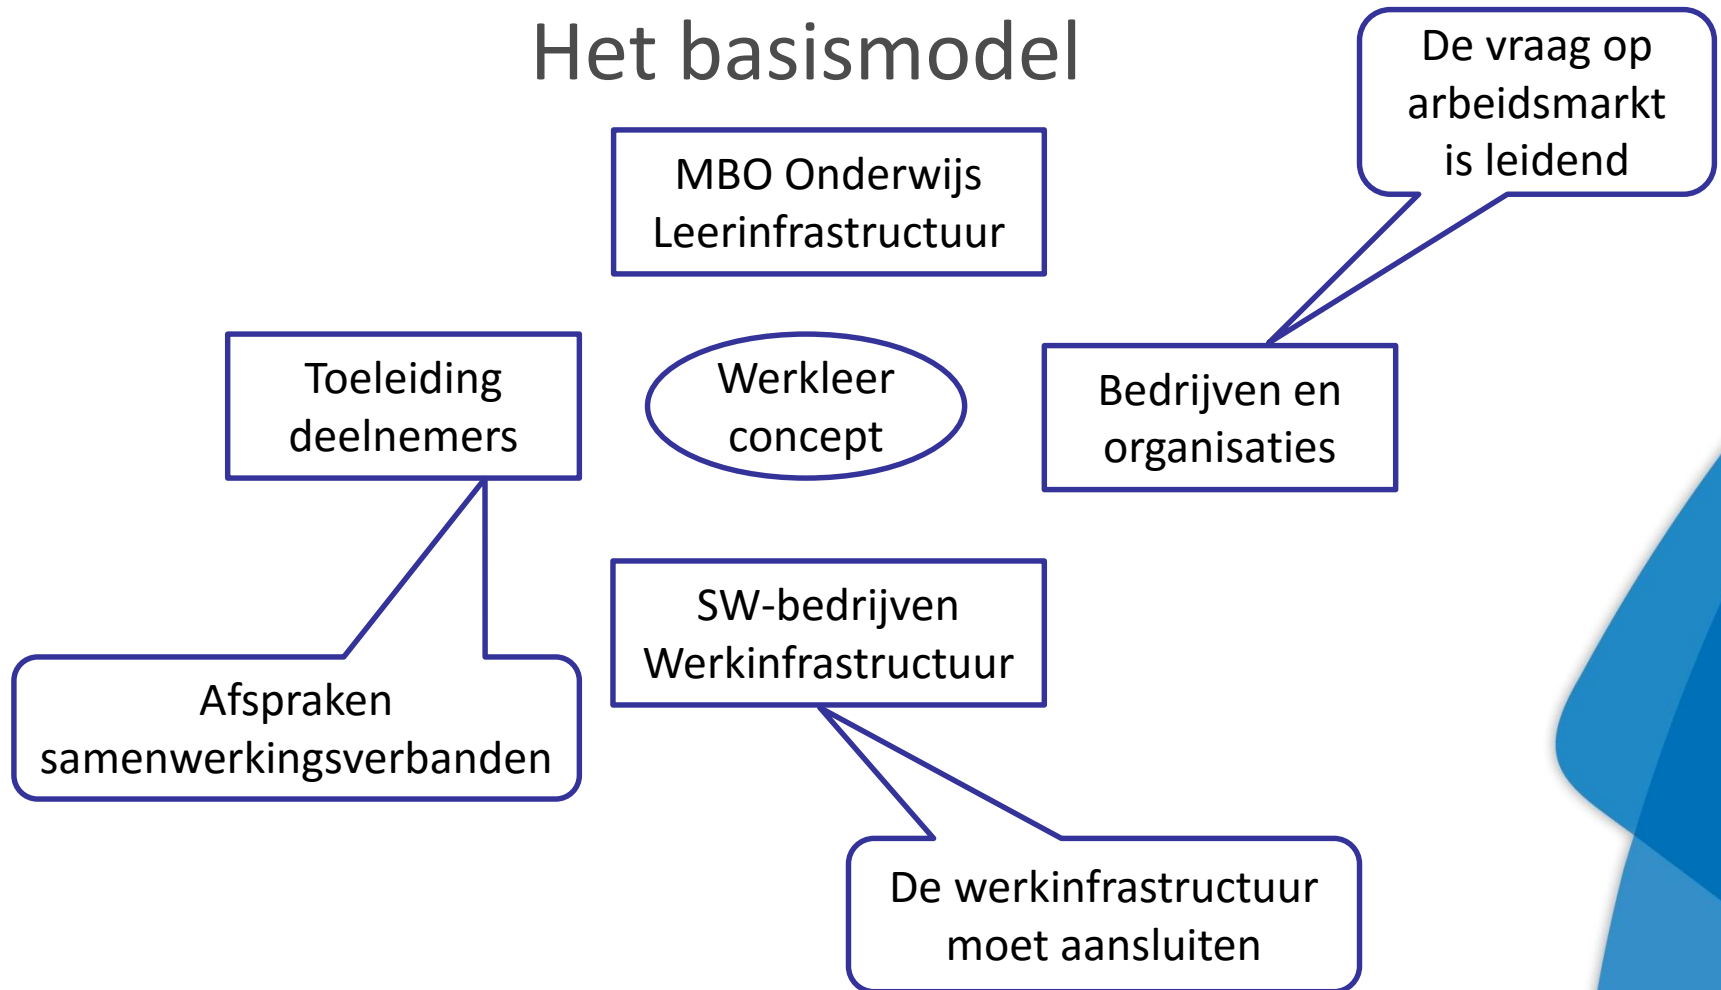 Het basismodel
De vraag op
arbeidsmarkt
is leidend
MBO Onderwijs
Leerinfrastructuur
Toeleiding
deelnemers
Werkleer
concept
Bedrijven en
organisaties
SW-bedrijven
Werkinfrastructuur
Afspraken
samenwerkingsverbanden
De werkinfrastructuur
moet aansluiten